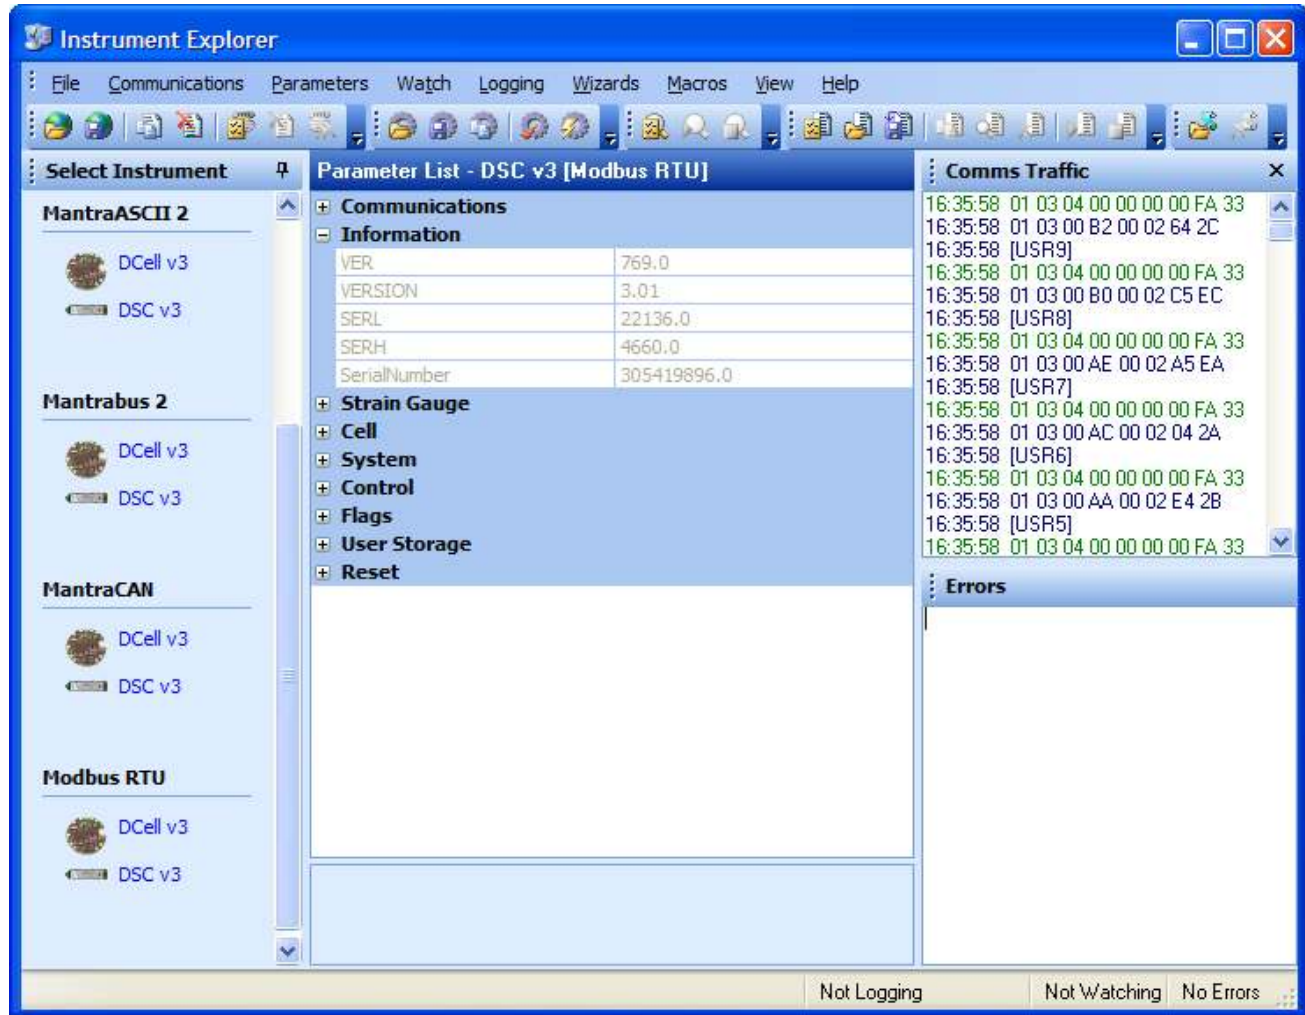 Instrument Explorer
File Communications Parameters Watch Logging Wizards Macros View Help
Select Instrument
MantraASCII 2
DCell v3
DSC v3
Mantrabus 2
DCell v3
DSC v3
MantraCAN
DCell v3
DSC v3
Modbus RTU
DCell v3
DSC v3
Parameter List - DSC v3 [Modbus RTU]
Communications
Information
VER 769.0
VERSION 3.01
SERL 22136.0
SERH 4660.0
SerialNumber 305419896.0
Strain Gauge
Cell
System
Control
Flags
User Storage
Reset
Comms Traffic
16:35:58 01 03 04 00 00 00 00 FA 33
16:35:58 01 03 00 B2 00 02 64 2C
16:35:58 [USR9]
16:35:58 01 03 04 00 00 00 00 FA 33
16:35:58 01 03 00 B0 00 02 C5 EC
16:35:58 [USR8]
16:35:58 01 03 04 00 00 00 00 FA 33
16:35:58 01 03 00 AE 00 02 A5 EA
16:35:58 [USR7]
16:35:58 01 03 04 00 00 00 00 FA 33
16:35:58 01 03 00 AC 00 02 04 2A
16:35:58 [USR6]
16:35:58 01 03 04 00 00 00 00 FA 33
16:35:58 01 03 00 AA 00 02 E4 2B
16:35:58 [USR5]
16:35:58 01 03 04 00 00 00 00 FA 33
Errors
Not Logging Not Watching No Errors